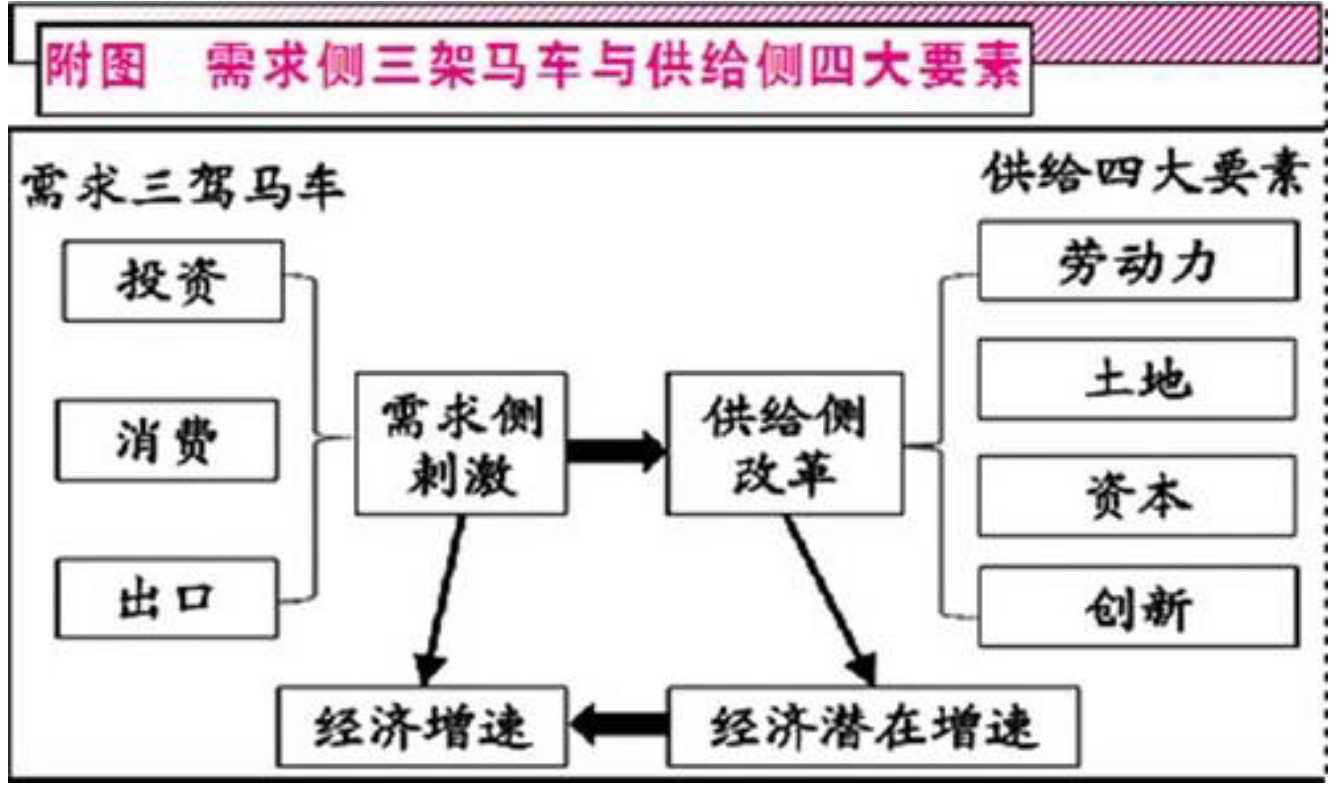 附图 需求侧三架马车与供给侧四大要素
需求三驾马车
供给四大要素
投资
消费
出口
需求侧
刺激
供给侧
改革
劳动力
土地
资本
创新
经济增速
经济潜在增速